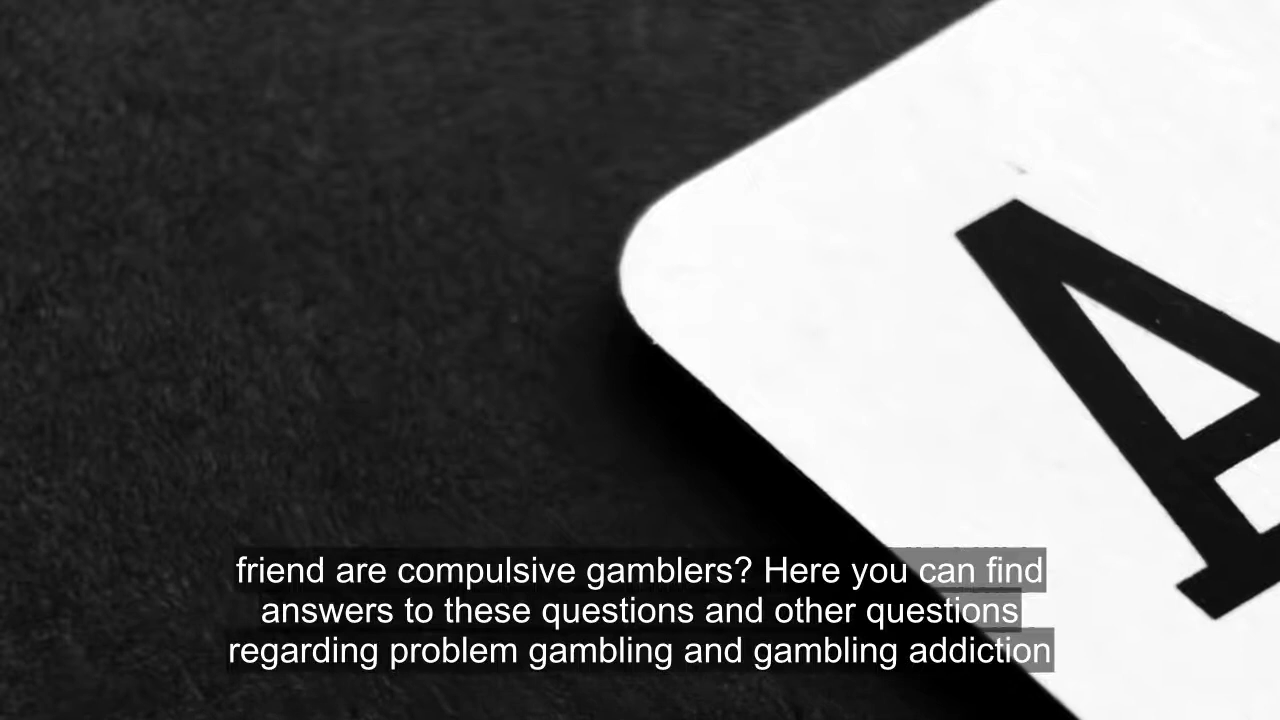 A
friend are compulsive gamblers? Here you can find
answers to these questions and other questions
regarding problem gambling and gambling addiction